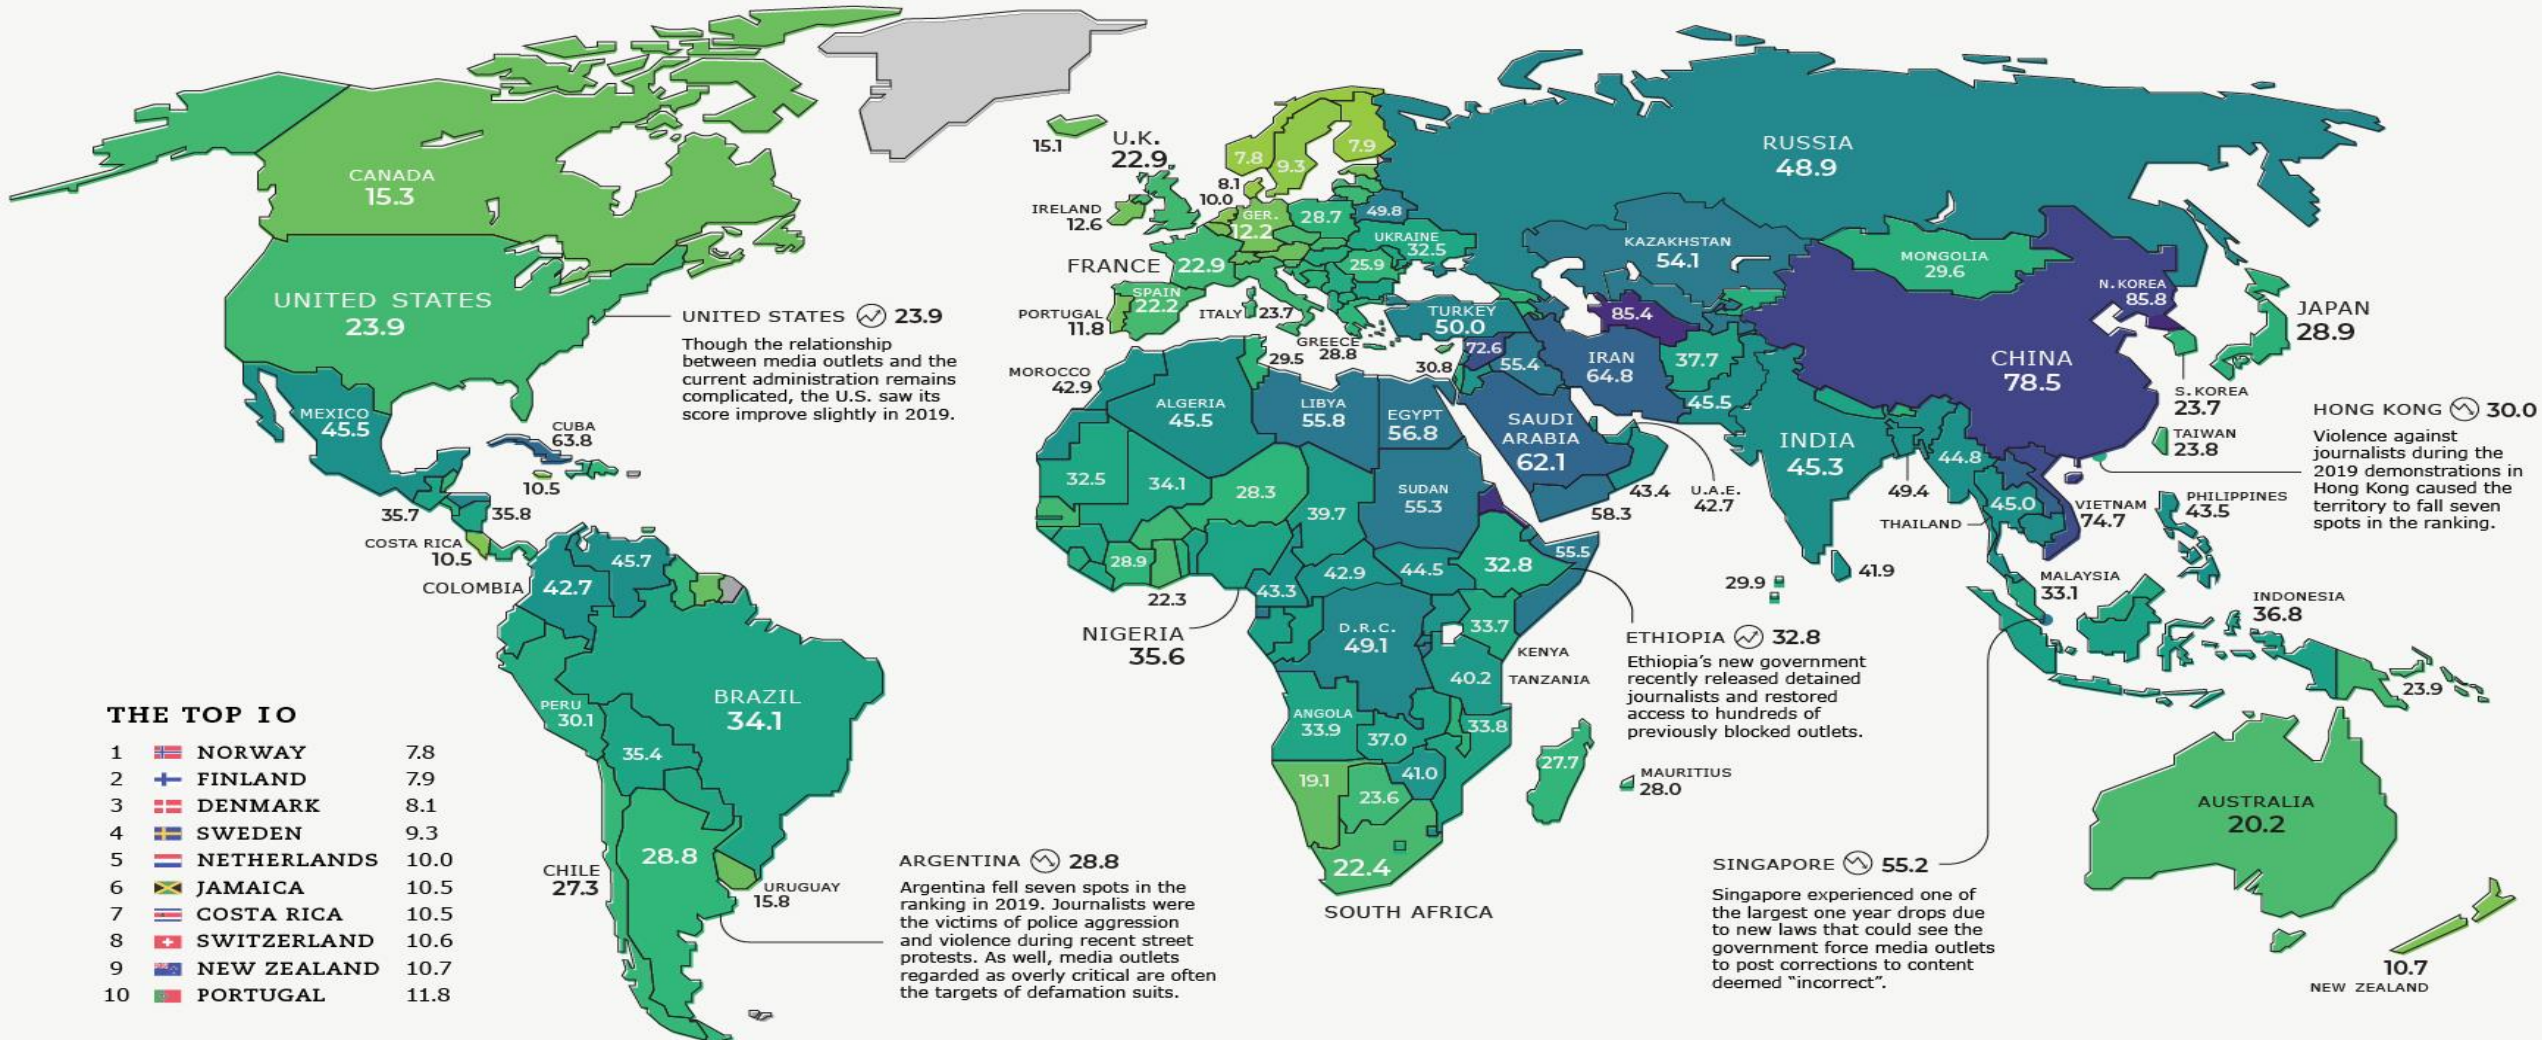 CANADA
15.3
UNITED STATES
23.9
UNITED STATES 23.9
Though the relationship
between media outlets and the
current administration remains
complicated, the U.S. saw its
score improve slightly in 2019.
MEXICO
45.5
CUBA
63.8
10.5
35.7
35.8
COSTA RICA
10.5
COLOMBIA
42.7
45.7
PERU
30.1
BRAZIL
34.1
35.4
28.8
CHILE
27.3
URUGUAY
15.8
THE TOP 10
1 NORWAY 7.8
2 FINLAND 7.9
3 DENMARK 8.1
4 SWEDEN 9.3
5 NETHERLANDS 10.0
6 JAMAICA 10.5
7 COSTA RICA 10.5
8 SWITZERLAND 10.6
9 NEW ZEALAND 10.7
10 PORTUGAL 11.8
ARGENTINA 28.8
Argentina fell seven spots in the
ranking in 2019. Journalists were
the victims of police aggression
and violence during recent street
protests. As well, media outlets
regarded as overly critical are often
the targets of defamation suits.
15.1
U.K.
22.9
IRELAND
12.6
7.8
9.3
7.9
8.1
10.0
GER.
12.2
28.7
49.8
UKRAINE
32.5
25.9
FRANCE 22.9
SPAIN
22.2
PORTUGAL
11.8
ITALY 23.7
GREECE
28.8
29.5
TURKEY
50.0
30.8
72.6
55.4
85.4
RUSSIA
48.9
KAZAKHSTAN
54.1
MONGOLIA
29.6
N.KOREA
85.8
JAPAN
28.9
CHINA
78.5
S.KOREA
23.7
TAIWAN
23.8
HONG KONG 30.0
Violence against
journalists during the
2019 demonstrations in
Hong Kong caused the
territory to fall seven
spots in the ranking.
IRAN
64.8
37.7
45.5
MOROCCO
42.9
ALGERIA
45.5
LIBYA
55.8
EGYPT
56.8
SAUDI
ARABIA
62.1
43.4
U.A.E.
42.7
58.3
INDIA
45.3
49.4
44.8
45.0
THAILAND
VIETNAM
74.7
PHILIPPINES
43.5
41.9
29.9
MALAYSIA
33.1
INDONESIA
36.8
23.9
32.5
34.1
28.3
39.7
SUDAN
55.3
55.5
28.9
22.3
NIGERIA
35.6
43.3
42.9
44.5
32.8
ETHIOPIA 32.8
Ethiopia’s new government
recently released detained
journalists and restored
access to hundreds of
previously blocked outlets.
D.R.C.
49.1
33.7
KENYA
40.2
TANZANIA
ANGOLA
33.9
37.0
33.8
41.0
19.1
23.6
27.7
MAURITIUS
28.0
22.4
SOUTH AFRICA
SINGAPORE 55.2
Singapore experienced one of
the largest one year drops due
to new laws that could see the
government force media outlets
to post corrections to content
deemed “incorrect”.
AUSTRALIA
20.2
10.7
NEW ZEALAND